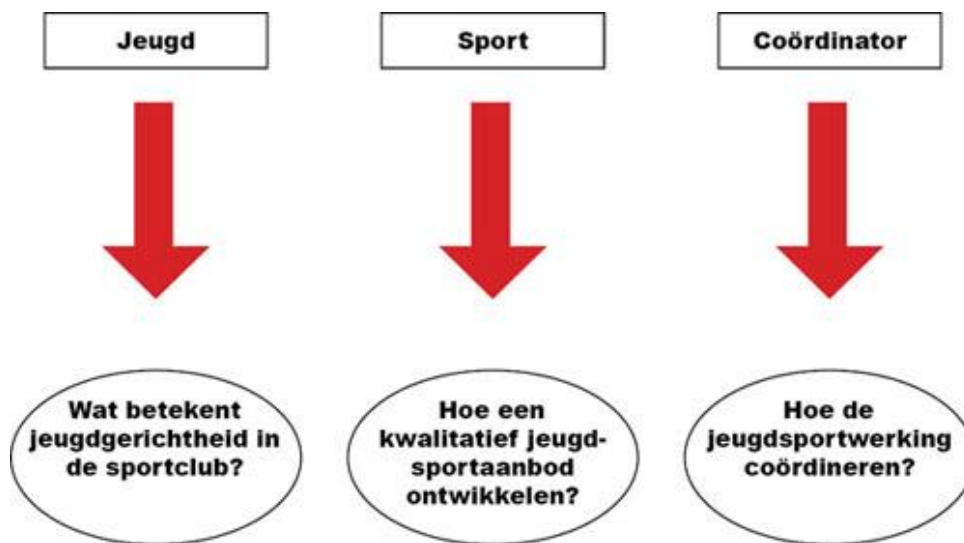 Jeugd
Sport
Coördinator
Wat betekent
jeugdgerichtheid in
de sportclub?
Hoe een
kwalitatief jeugd-
sportaanbod
ontwikkelen?
Hoe de
jeugdsportwerking
coördineren?